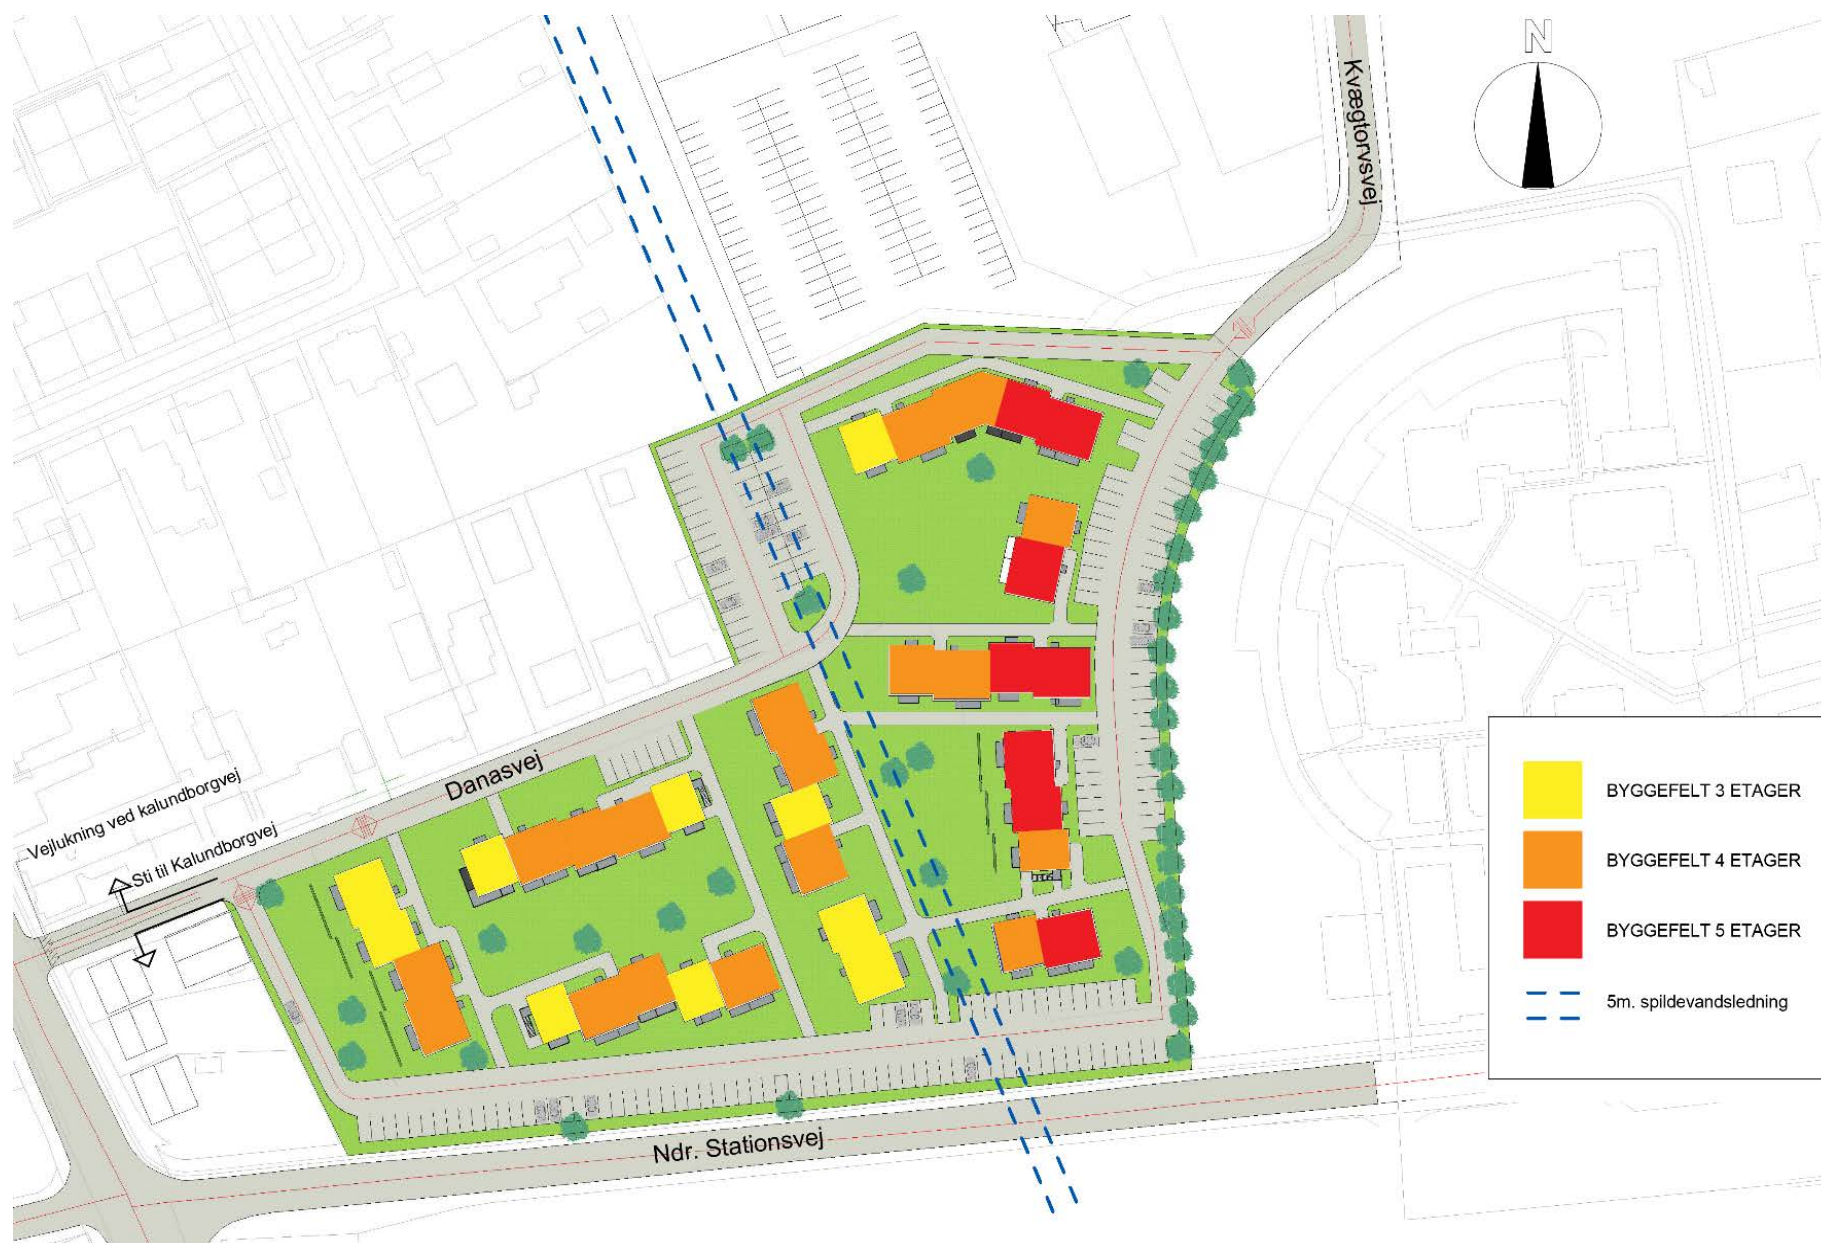 N
Kvægtorvsvej
Danasvej
Vejlukning ved kalundborgvej
Sti til Kalundborgvej
Ndr. Stationsvej
BYGGEFELT 3 ETAGER
BYGGEFELT 4 ETAGER
BYGGEFELT 5 ETAGER
5m. spildevandsledning